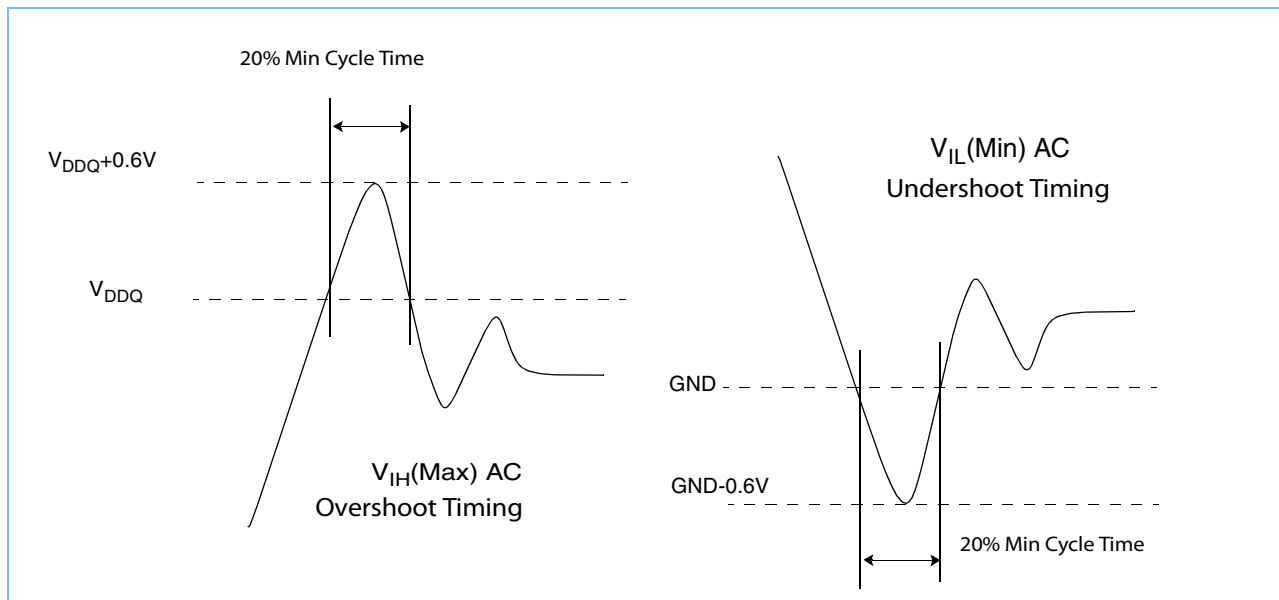 20% Min Cycle Time
VDDQ+0.6V
VDDQ
VIH(Max) AC
Overshoot Timing
VIL(Min) AC
Undershoot Timing
GND
GND-0.6V
20% Min Cycle Time